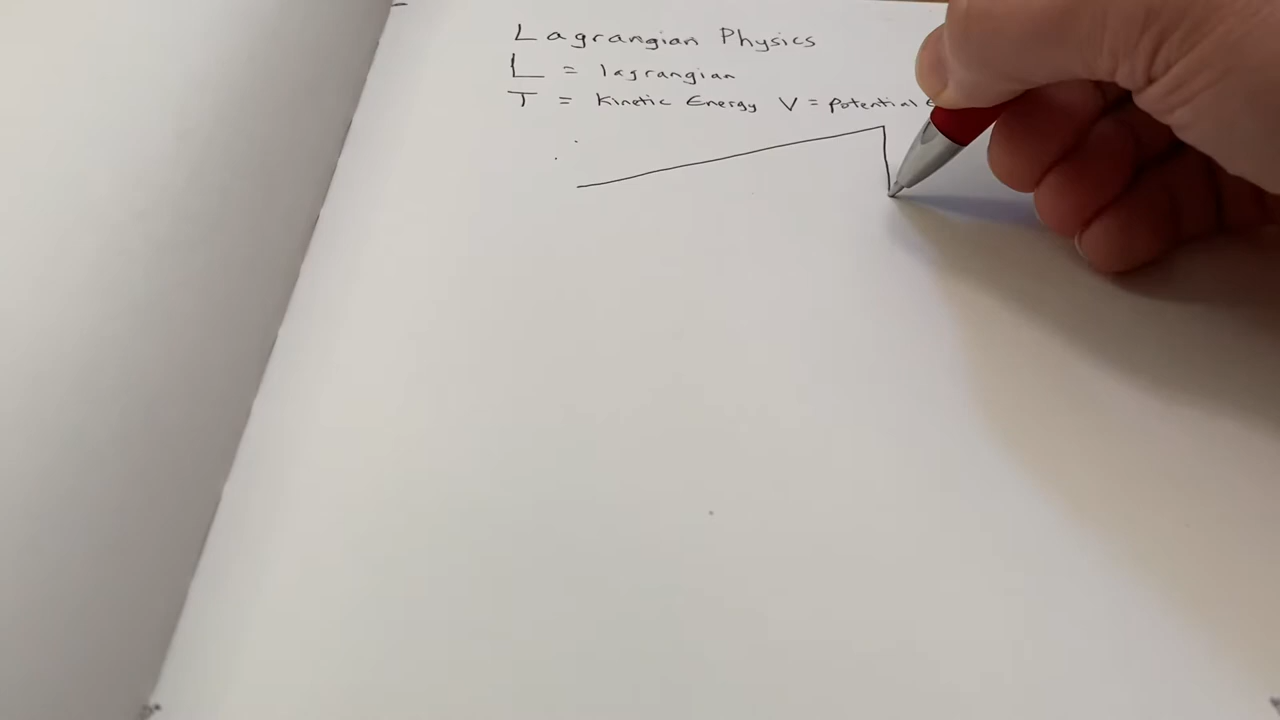 Lagrangian Physics
L = lagrangian
T = Kinetic Energy V = potential